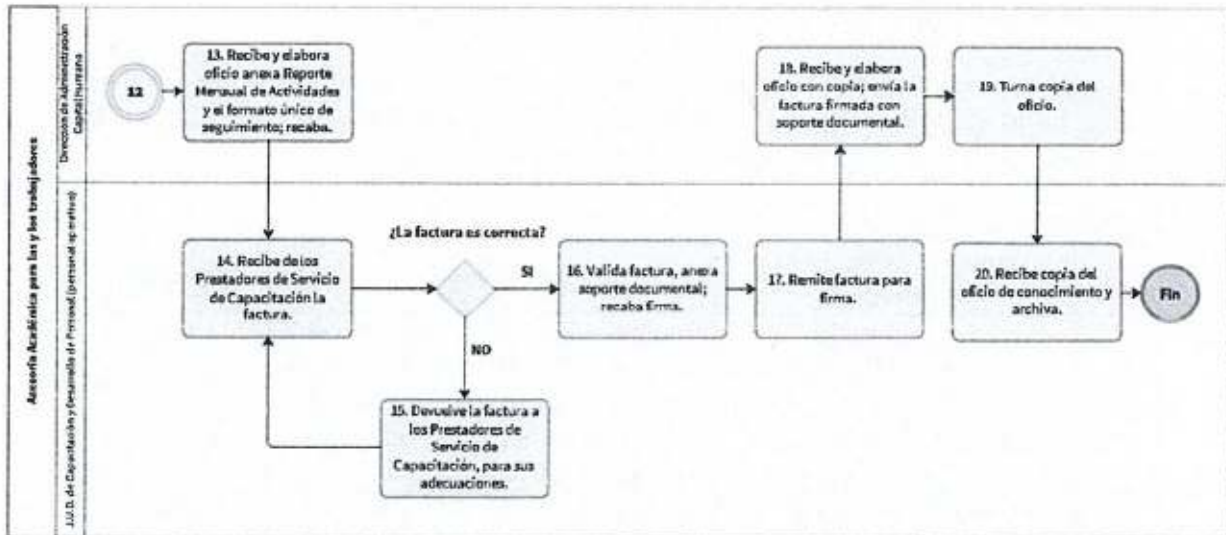 Asesoría Académica para las y los trabajadores
Dirección de Administración
Capital Humano
J.U.D. de Capacitación y Desarrollo de Personal (personal operativo)
12
13. Recibe y elabora
oficio anexa Reporte
Mensual de Actividades
y el formato único de
seguimiento; recaba.
18. Recibe y elabora
oficio con copia; envía la
factura firmada con
soporte documental.
19. Turna copia del
oficio.
14. Recibe de los
Prestadores de Servicio
de Capacitación la
factura.
¿La factura es correcta?
SI
NO
15. Devuelve la factura a
los Prestadores de
Servicio de
Capacitación, para sus
adecuaciones.
16. Valida factura, anexa
soporte documental;
recaba firma.
17. Remite factura para
firma.
20. Recibe copia del
oficio de conocimiento y
archiva.
Fin